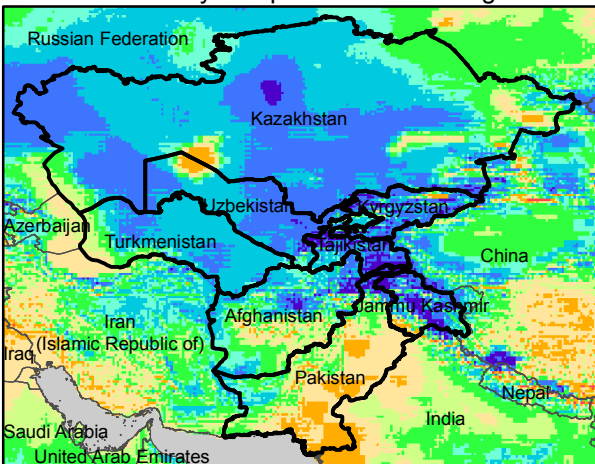 Russian Federation
Kazakhstan
Uzbekistan
Kyrgyzstan
Azerbaijan
Turkmenistan
Tajikistan
China
Iran
(Islamic Republic of)
Afghanistan
Jammu Kashmir
Iraq
Pakistan
Nepal
India
Saudi Arabia
United Arab Emirates